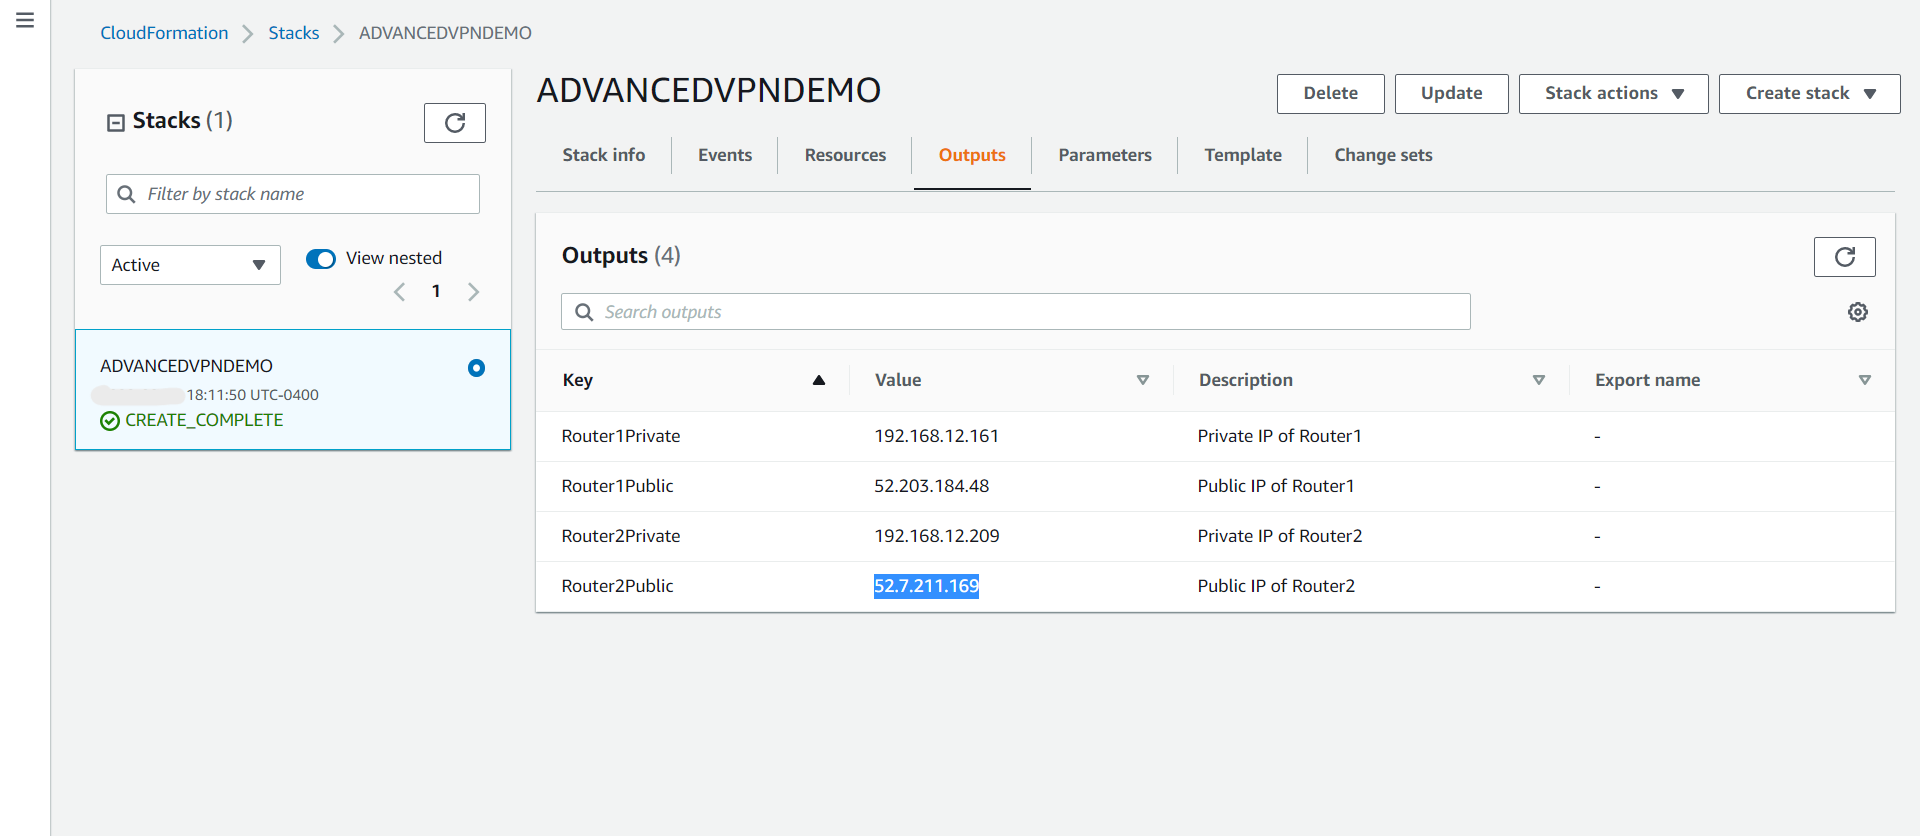 CloudFormation Stacks ADVANCEDVPNDEMO
Stacks (1)
Filter by stack name
Active
View nested
1
ADVANCEDVPNDEMO
18:11:50 UTC-0400
CREATE_COMPLETE
ADVANCEDVPNDEMO
Delete Update Stack actions Create stack
Stack info Events Resources Outputs Parameters Template Change sets
Outputs (4)
Search outputs
Key Value Description Export name
Router1Private 192.168.12.161 Private IP of Router1 -
Router1Public 52.203.184.48 Public IP of Router1 -
Router2Private 192.168.12.209 Private IP of Router2 -
Router2Public 52.7.211.169 Public IP of Router2 -